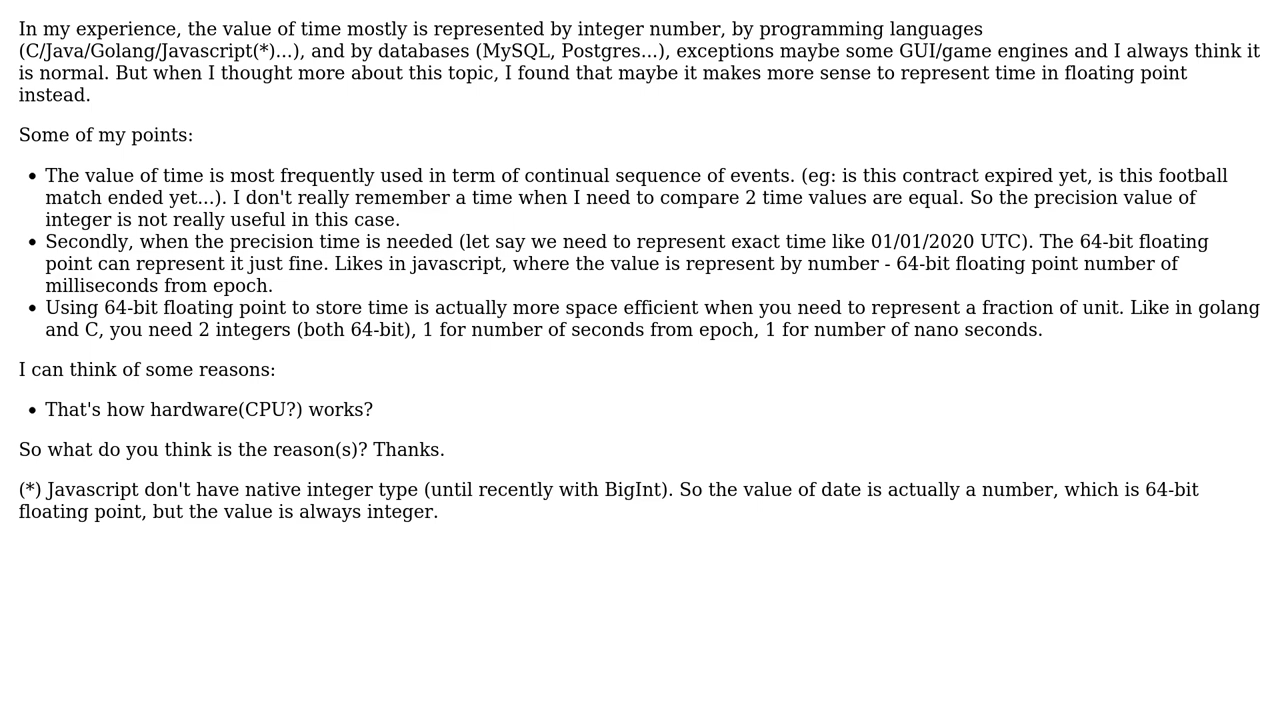 In my experience, the value of time mostly is represented by integer number, by programming languages
(C/Java/Golang/Javascript(*)...), and by databases (MySQL, Postgres...), exceptions maybe some GUI/game engines and I always think it
is normal. But when I thought more about this topic, I found that maybe it makes more sense to represent time in floating point
instead.
Some of my points:
• The value of time is most frequently used in term of continual sequence of events. (eg: is this contract expired yet, is this football
match ended yet...). I don't really remember a time when I need to compare 2 time values are equal. So the precision value of
integer is not really useful in this case.
• Secondly, when the precision time is needed (let say we need to represent exact time like 01/01/2020 UTC). The 64-bit floating
point can represent it just fine. Likes in javascript, where the value is represent by number - 64-bit floating point number of
milliseconds from epoch.
• Using 64-bit floating point to store time is actually more space efficient when you need to represent a fraction of unit. Like in golang
and C, you need 2 integers (both 64-bit), 1 for number of seconds from epoch, 1 for number of nano seconds.
I can think of some reasons:
• That's how hardware(CPU?) works?
So what do you think is the reason(s)? Thanks.
(*) Javascript don't have native integer type (until recently with BigInt). So the value of date is actually a number, which is 64-bit
floating point, but the value is always integer.